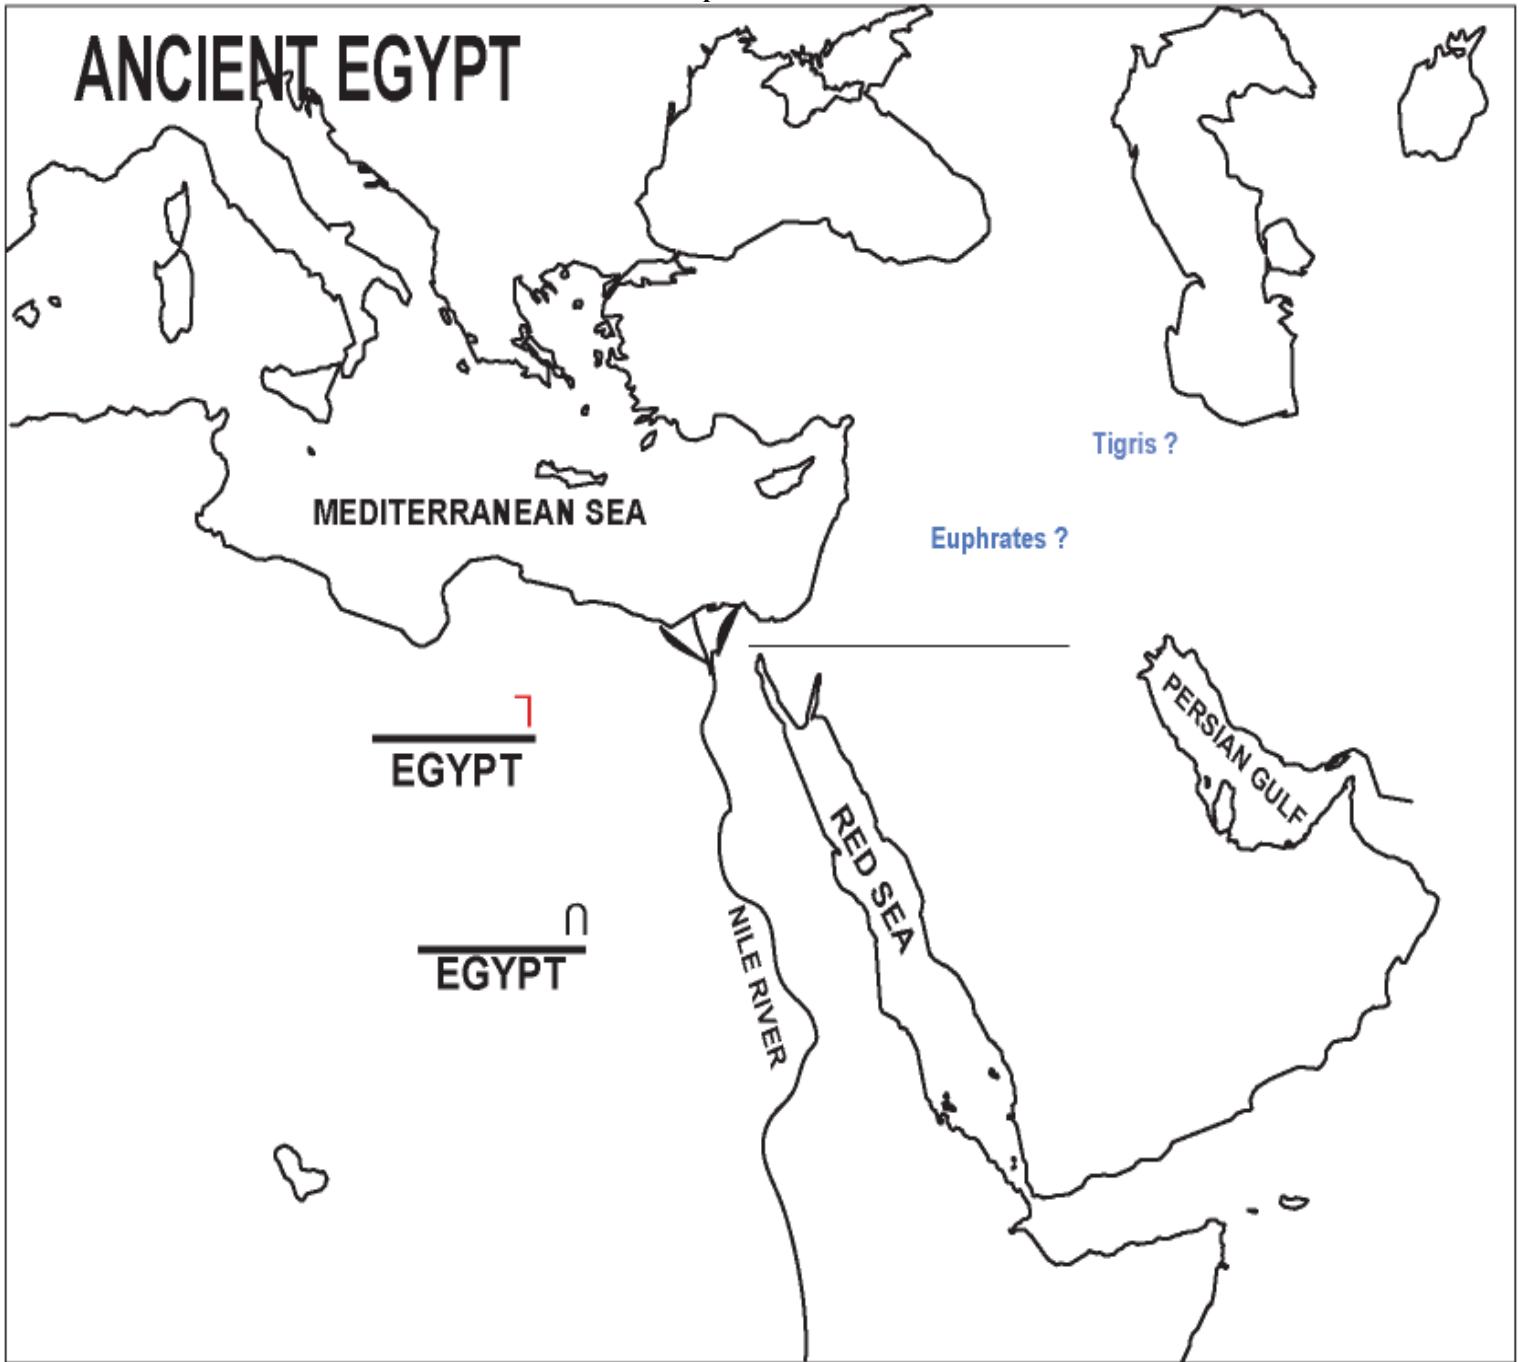 ANCIENT EGYPT
Tigris ?
MEDITERRANEAN SEA
Euphrates ?
PERSIAN GULF
EGYPT
RED SEA
NILE RIVER
EGYPT